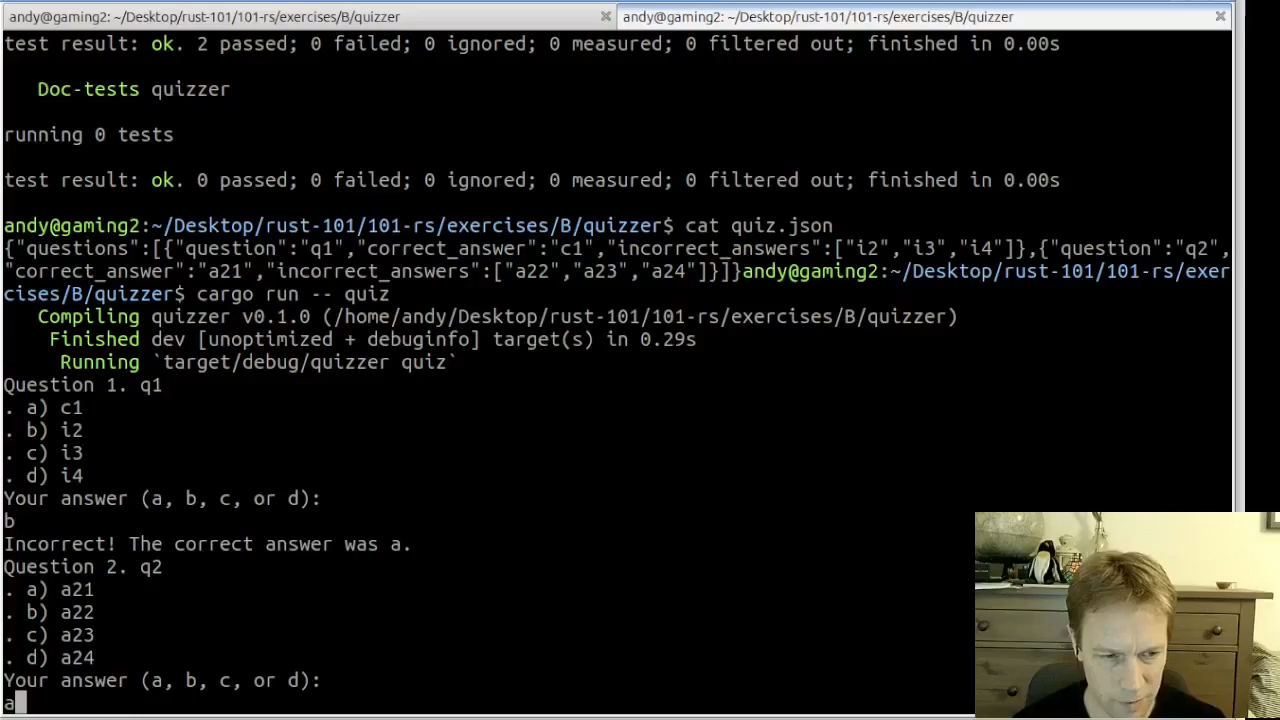 andy@gaming2: ~/Desktop/rust-101/101-rs/exercises/B/quizzer
andy@gaming2: ~/Desktop/rust-101/101-rs/exercises/B/quizzer
test result: ok. 2 passed; 0 failed; 0 ignored; 0 measured; 0 filtered out; finished in 0.00s
Doc-tests quizzer
running 0 tests
test result: ok. 0 passed; 0 failed; 0 ignored; 0 measured; 0 filtered out; finished in 0.00s
andy@gaming2:~/Desktop/rust-101/101-rs/exercises/B/quizzer$ cat quiz.json
{"questions":[{"question":"q1","correct_answer":"c1","incorrect_answers":["i2","i3","i4"]},{"question":"q2",
"correct_answer":"a21","incorrect_answers":["a22","a23","a24"]}]}andy@gaming2:~/Desktop/rust-101/101-rs/exer
cises/B/quizzer$ cargo run -- quiz
Compiling quizzer v0.1.0 (/home/andy/Desktop/rust-101/101-rs/exercises/B/quizzer)
Finished dev [unoptimized + debuginfo] target(s) in 0.29s
Running `target/debug/quizzer quiz`
Question 1. q1
. a) c1
. b) i2
. c) i3
. d) i4
Your answer (a, b, c, or d):
b
Incorrect! The correct answer was a.
Question 2. q2
. a) a21
. b) a22
. c) a23
. d) a24
Your answer (a, b, c, or d):
a